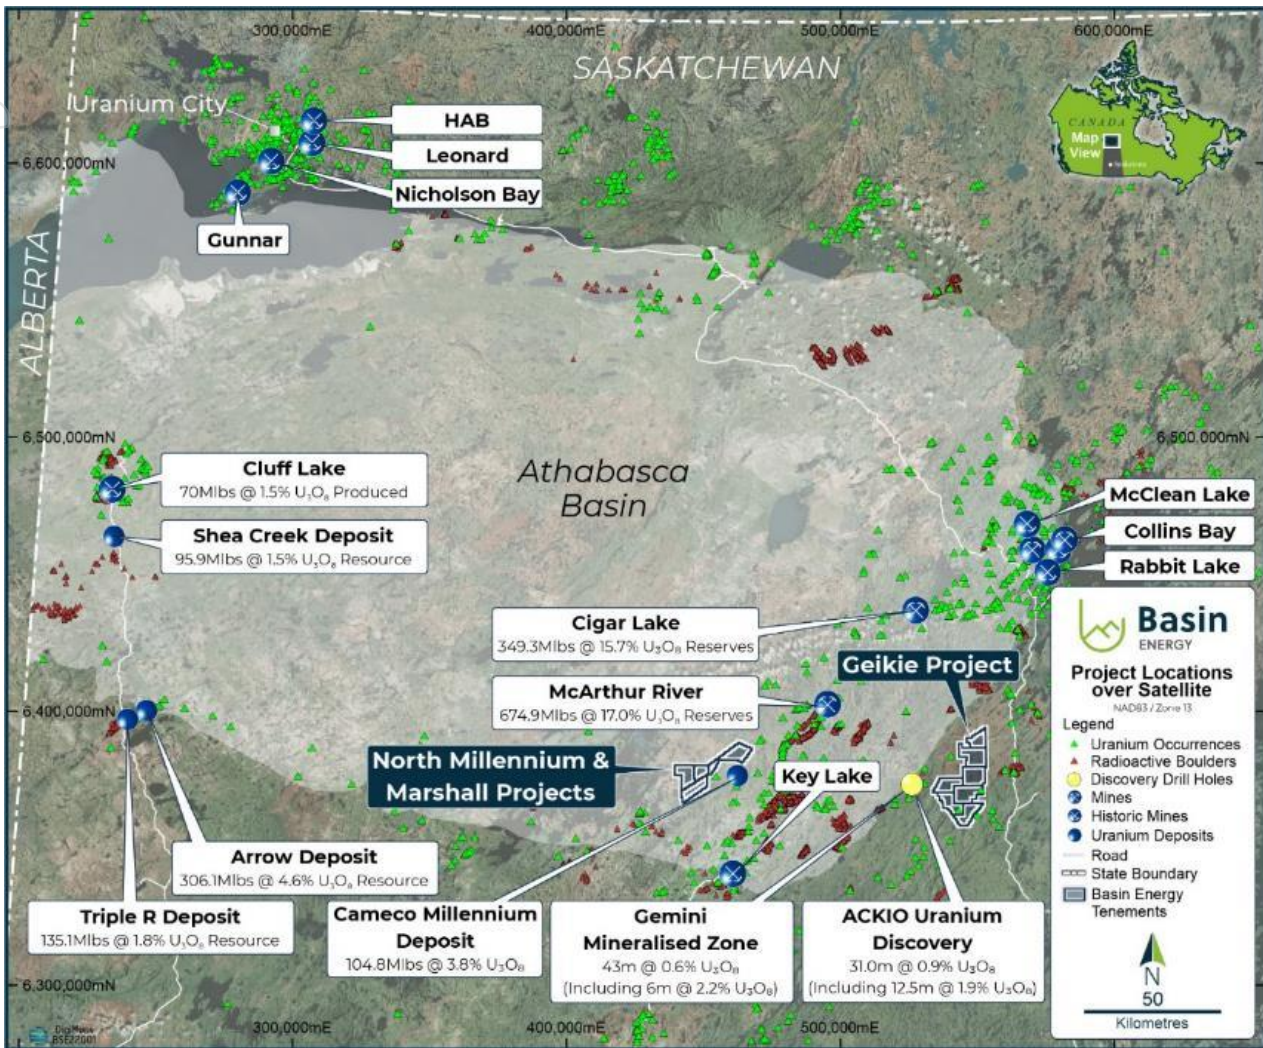 300,000mE
400,000mE
500,000mE
600,000mE
SASKATCHEWAN
Uranium City
HAB
Leonard
Nicholson Bay
Gunnar
6,600,000mN
CANADA
Map
View
ALBERTA
6,500,000mN
6,500,000mN
Athabasca
Basin
Cluff Lake
70Mlbs @ 1.5% U₃O₈ Produced
Shea Creek Deposit
95.9Mlbs @ 1.5% U₃O₈ Resource
McClean Lake
Collins Bay
Rabbit Lake
Cigar Lake
349.3Mlbs @ 15.7% U₃O₈ Reserves
Geikie Project
McArthur River
674.9Mlbs @ 17.0% U₃O₈ Reserves
6,400,000mN
North Millennium &
Marshall Projects
Key Lake
Arrow Deposit
306.1Mlbs @ 4.6% U₃O₈ Resource
Triple R Deposit
135.1Mlbs @ 1.8% U₃O₈ Resource
Cameco Millennium
Deposit
104.8Mlbs @ 3.8% U₃O₈
Gemini
Mineralised Zone
43m @ 0.6% U₃O₈
(Including 6m @ 2.2% U₃O₈)
ACKIO Uranium
Discovery
31.0m @ 0.9% U₃O₈
(Including 12.5m @ 1.9% U₃O₈)
6,300,000mN
300,000mE
400,000mE
500,000mE
Basin
ENERGY
Project Locations
over Satellite
NAD83 / Zone 13
Legend
Uranium Occurrences
Radioactive Boulders
Discovery Drill Holes
Mines
Historic Mines
Uranium Deposits
Road
State Boundary
Basin Energy
Tenements
N
50
Kilometres
BSE22001